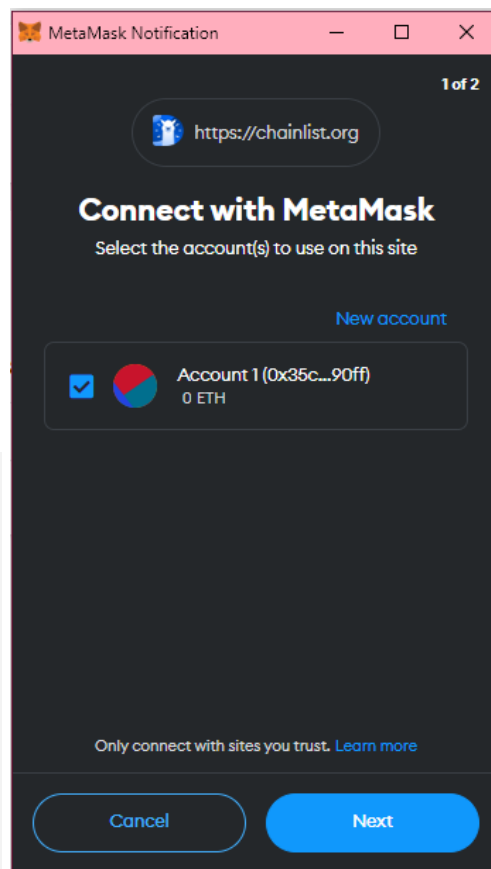 MetaMask Notification
1 of 2
https://chainlist.org
Connect with MetaMask
Select the account(s) to use on this site
New account
Account 1 (0x35c...90ff)
0 ETH
Only connect with sites you trust. Learn more
Cancel
Next